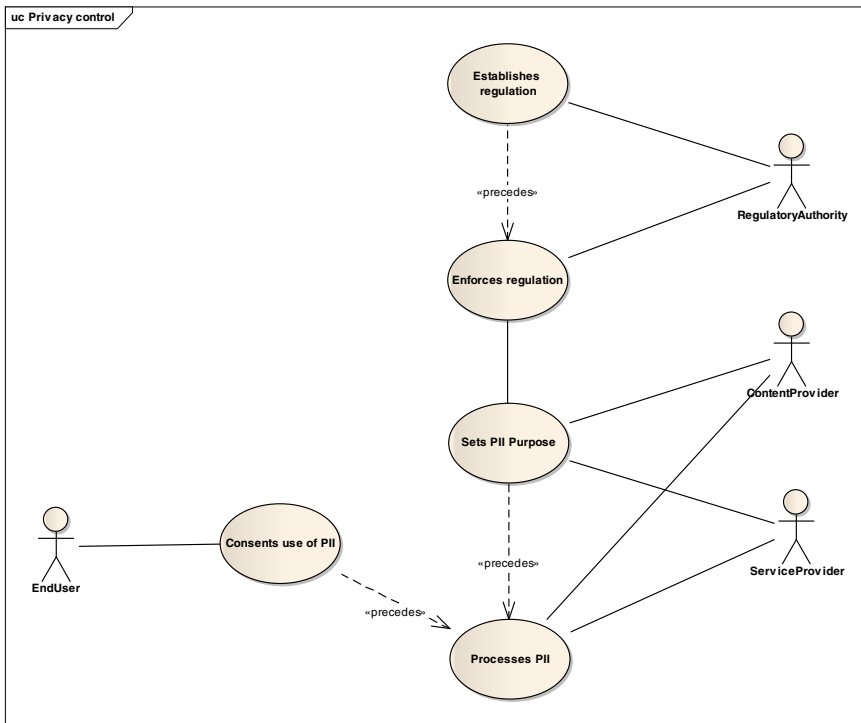 uc Privacy control
Establishes
regulation
«precedes»
RegulatoryAuthority
Enforces regulation
ContentProvider
Sets PII Purpose
Consents use of PII
«precedes»
ServiceProvider
EndUser
«precedes»
Processes PII